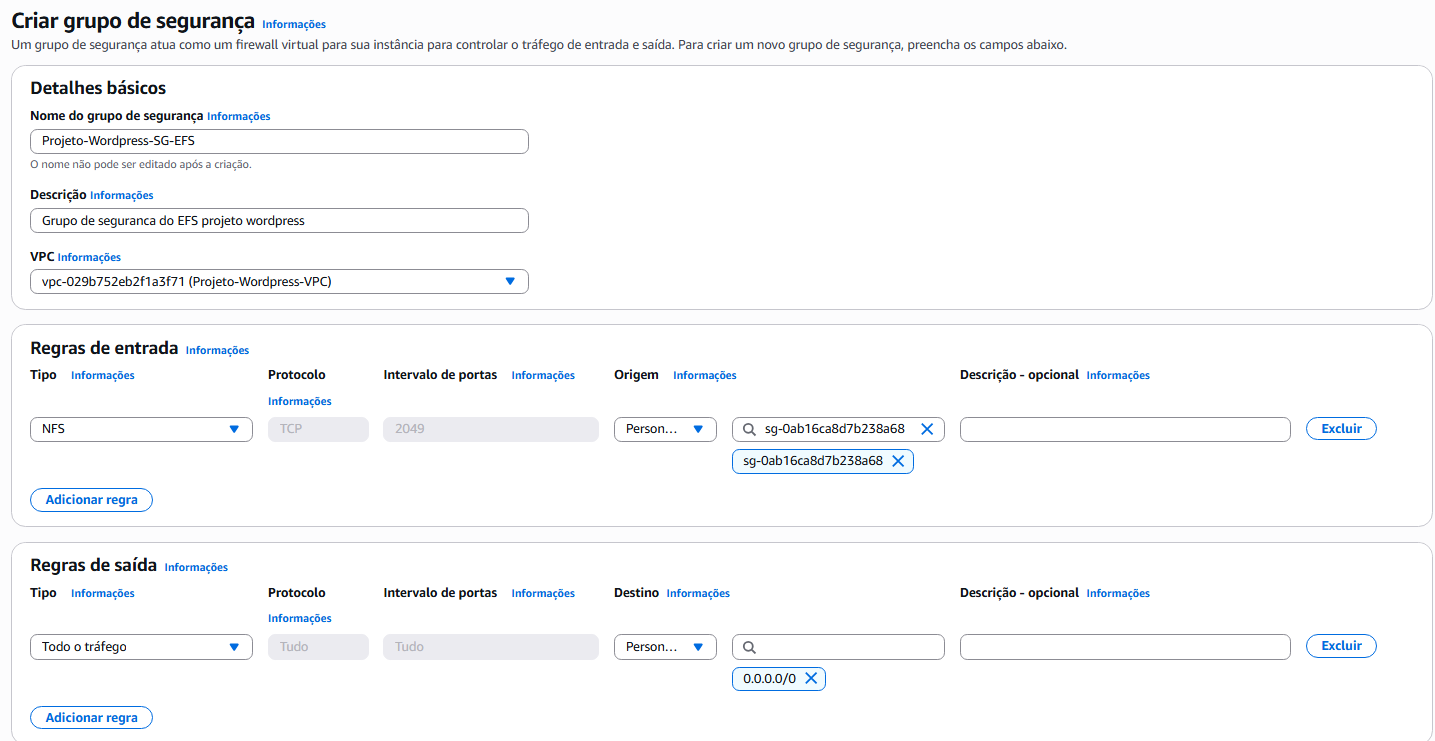 Criar grupo de segurança Informações
Um grupo de segurança atua como um firewall virtual para sua instância para controlar o tráfego de entrada e saída. Para criar um novo grupo de segurança, preencha os campos abaixo.
Detalhes básicos
Nome do grupo de segurança Informações
Projeto-Wordpress-SG-EFS
O nome não pode ser editado após a criação.
Descrição Informações
Grupo de seguranca do EFS projeto wordpress
VPC Informações
vpc-029b752eb2f1a3f71 (Projeto-Wordpress-VPC)
Regras de entrada Informações
Tipo Informações Protocolo Intervalo de portas Informações Origem Informações Descrição - opcional Informações
Informações
NFS TCP 2049 Person... sg-0ab16ca8d7b238a68 Excluir
sg-0ab16ca8d7b238a68
Adicionar regra
Regras de saída Informações
Tipo Informações Protocolo Intervalo de portas Informações Destino Informações Descrição - opcional Informações
Informações
Todo o tráfego Tudo Tudo Person... Excluir
0.0.0.0/0
Adicionar regra